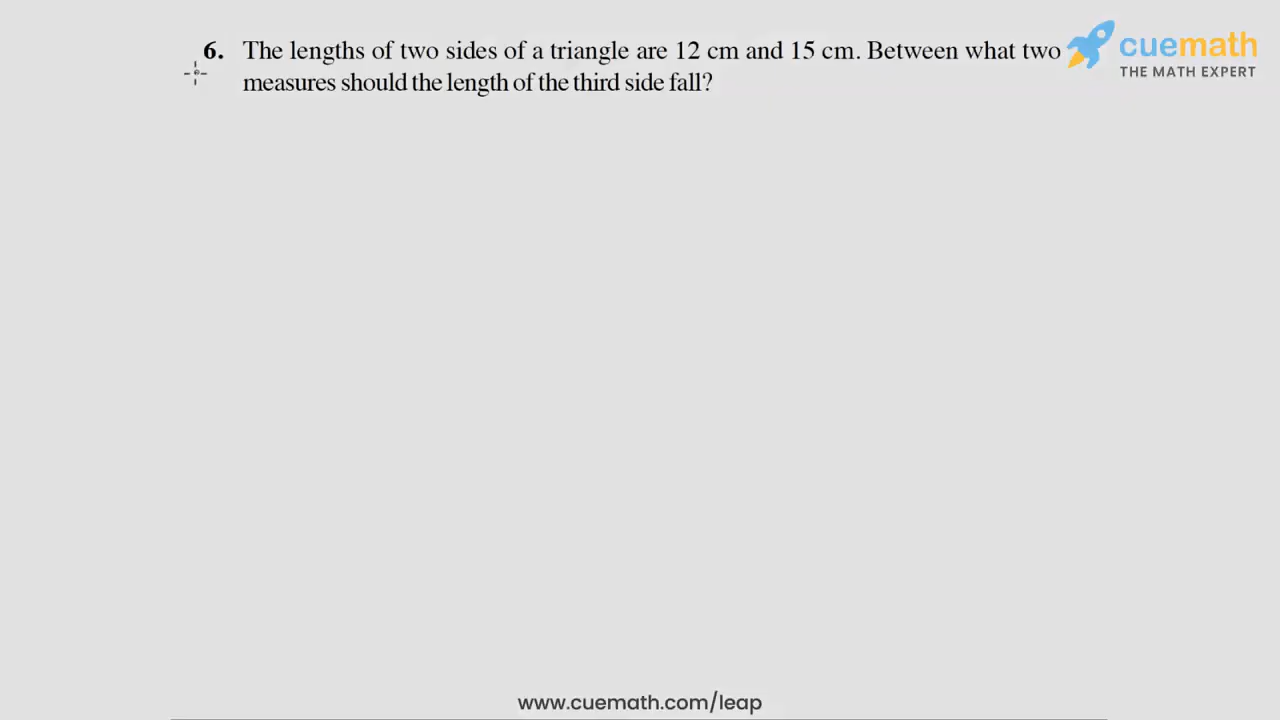 6. The lengths of two sides of a triangle are 12 cm and 15 cm. Between what two
measures should the length of the third side fall?
cuemath
THE MATH EXPERT
www.cuemath.com/leap